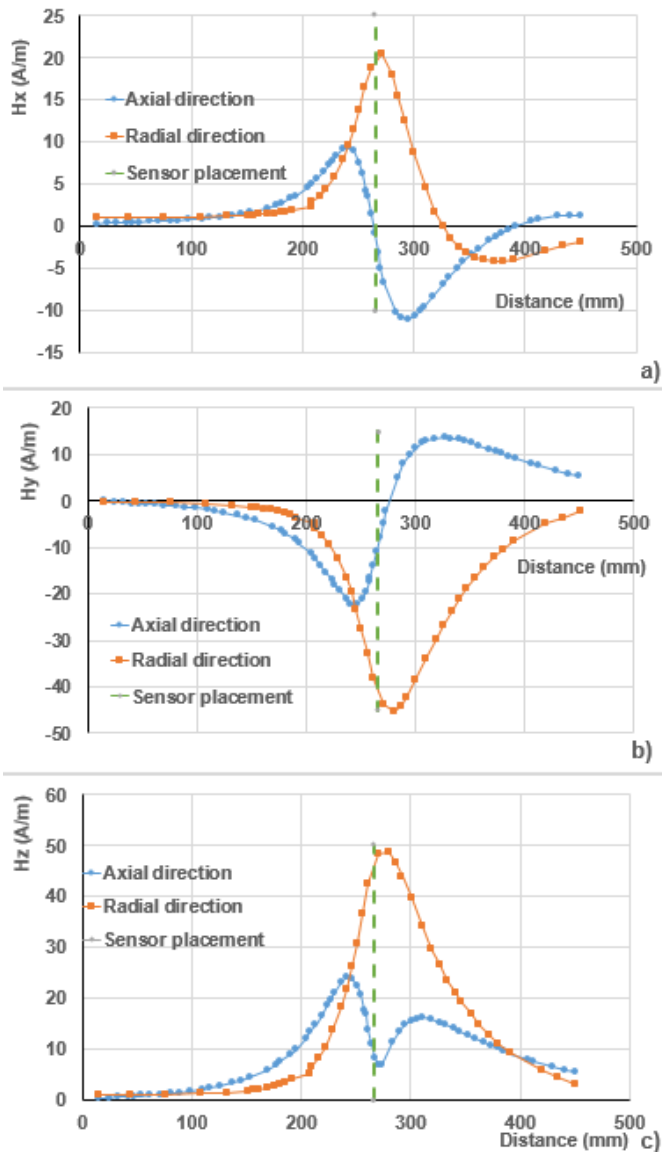 Hx (A/m)
25
20
15
10
5
0
-5
-10
-15
0
100
200
300
400
500
Axial direction
Radial direction
Sensor placement
Distance (mm)
a)
Hy (A/m)
20
10
0
-10
-20
-30
-40
-50
0
100
200
300
400
500
Distance (mm)
Axial direction
Radial direction
Sensor placement
b)
Hz (A/m)
60
50
40
30
20
10
0
Axial direction
Radial direction
Sensor placement
0
100
200
300
400
500
Distance (mm)
c)